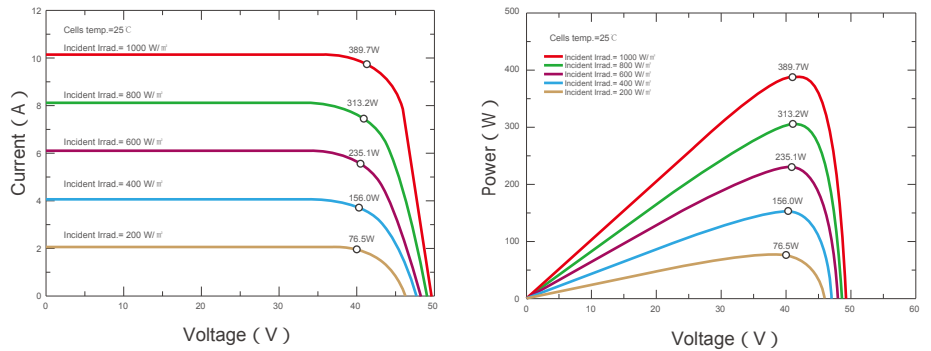 12
10
8
6
4
2
0
Cells temp.=25℃
Incident Irrad.= 1000 W/㎡
389.7W
Incident Irrad.= 800 W/㎡
313.2W
Incident Irrad.= 600 W/㎡
235.1W
Incident Irrad.= 400 W/㎡
156.0W
Incident Irrad.= 200 W/㎡
76.5W
Current ( A )
0 10 20 30 40 50
Voltage ( V )
500
400
300
200
100
0
Cells temp.=25℃
Incident Irrad.= 1000 W/㎡
Incident Irrad.= 800 W/㎡
Incident Irrad.= 600 W/㎡
Incident Irrad.= 400 W/㎡
Incident Irrad.= 200 W/㎡
389.7W
313.2W
235.1W
156.0W
76.5W
Power ( W )
0 10 20 30 40 50 60
Voltage ( V )